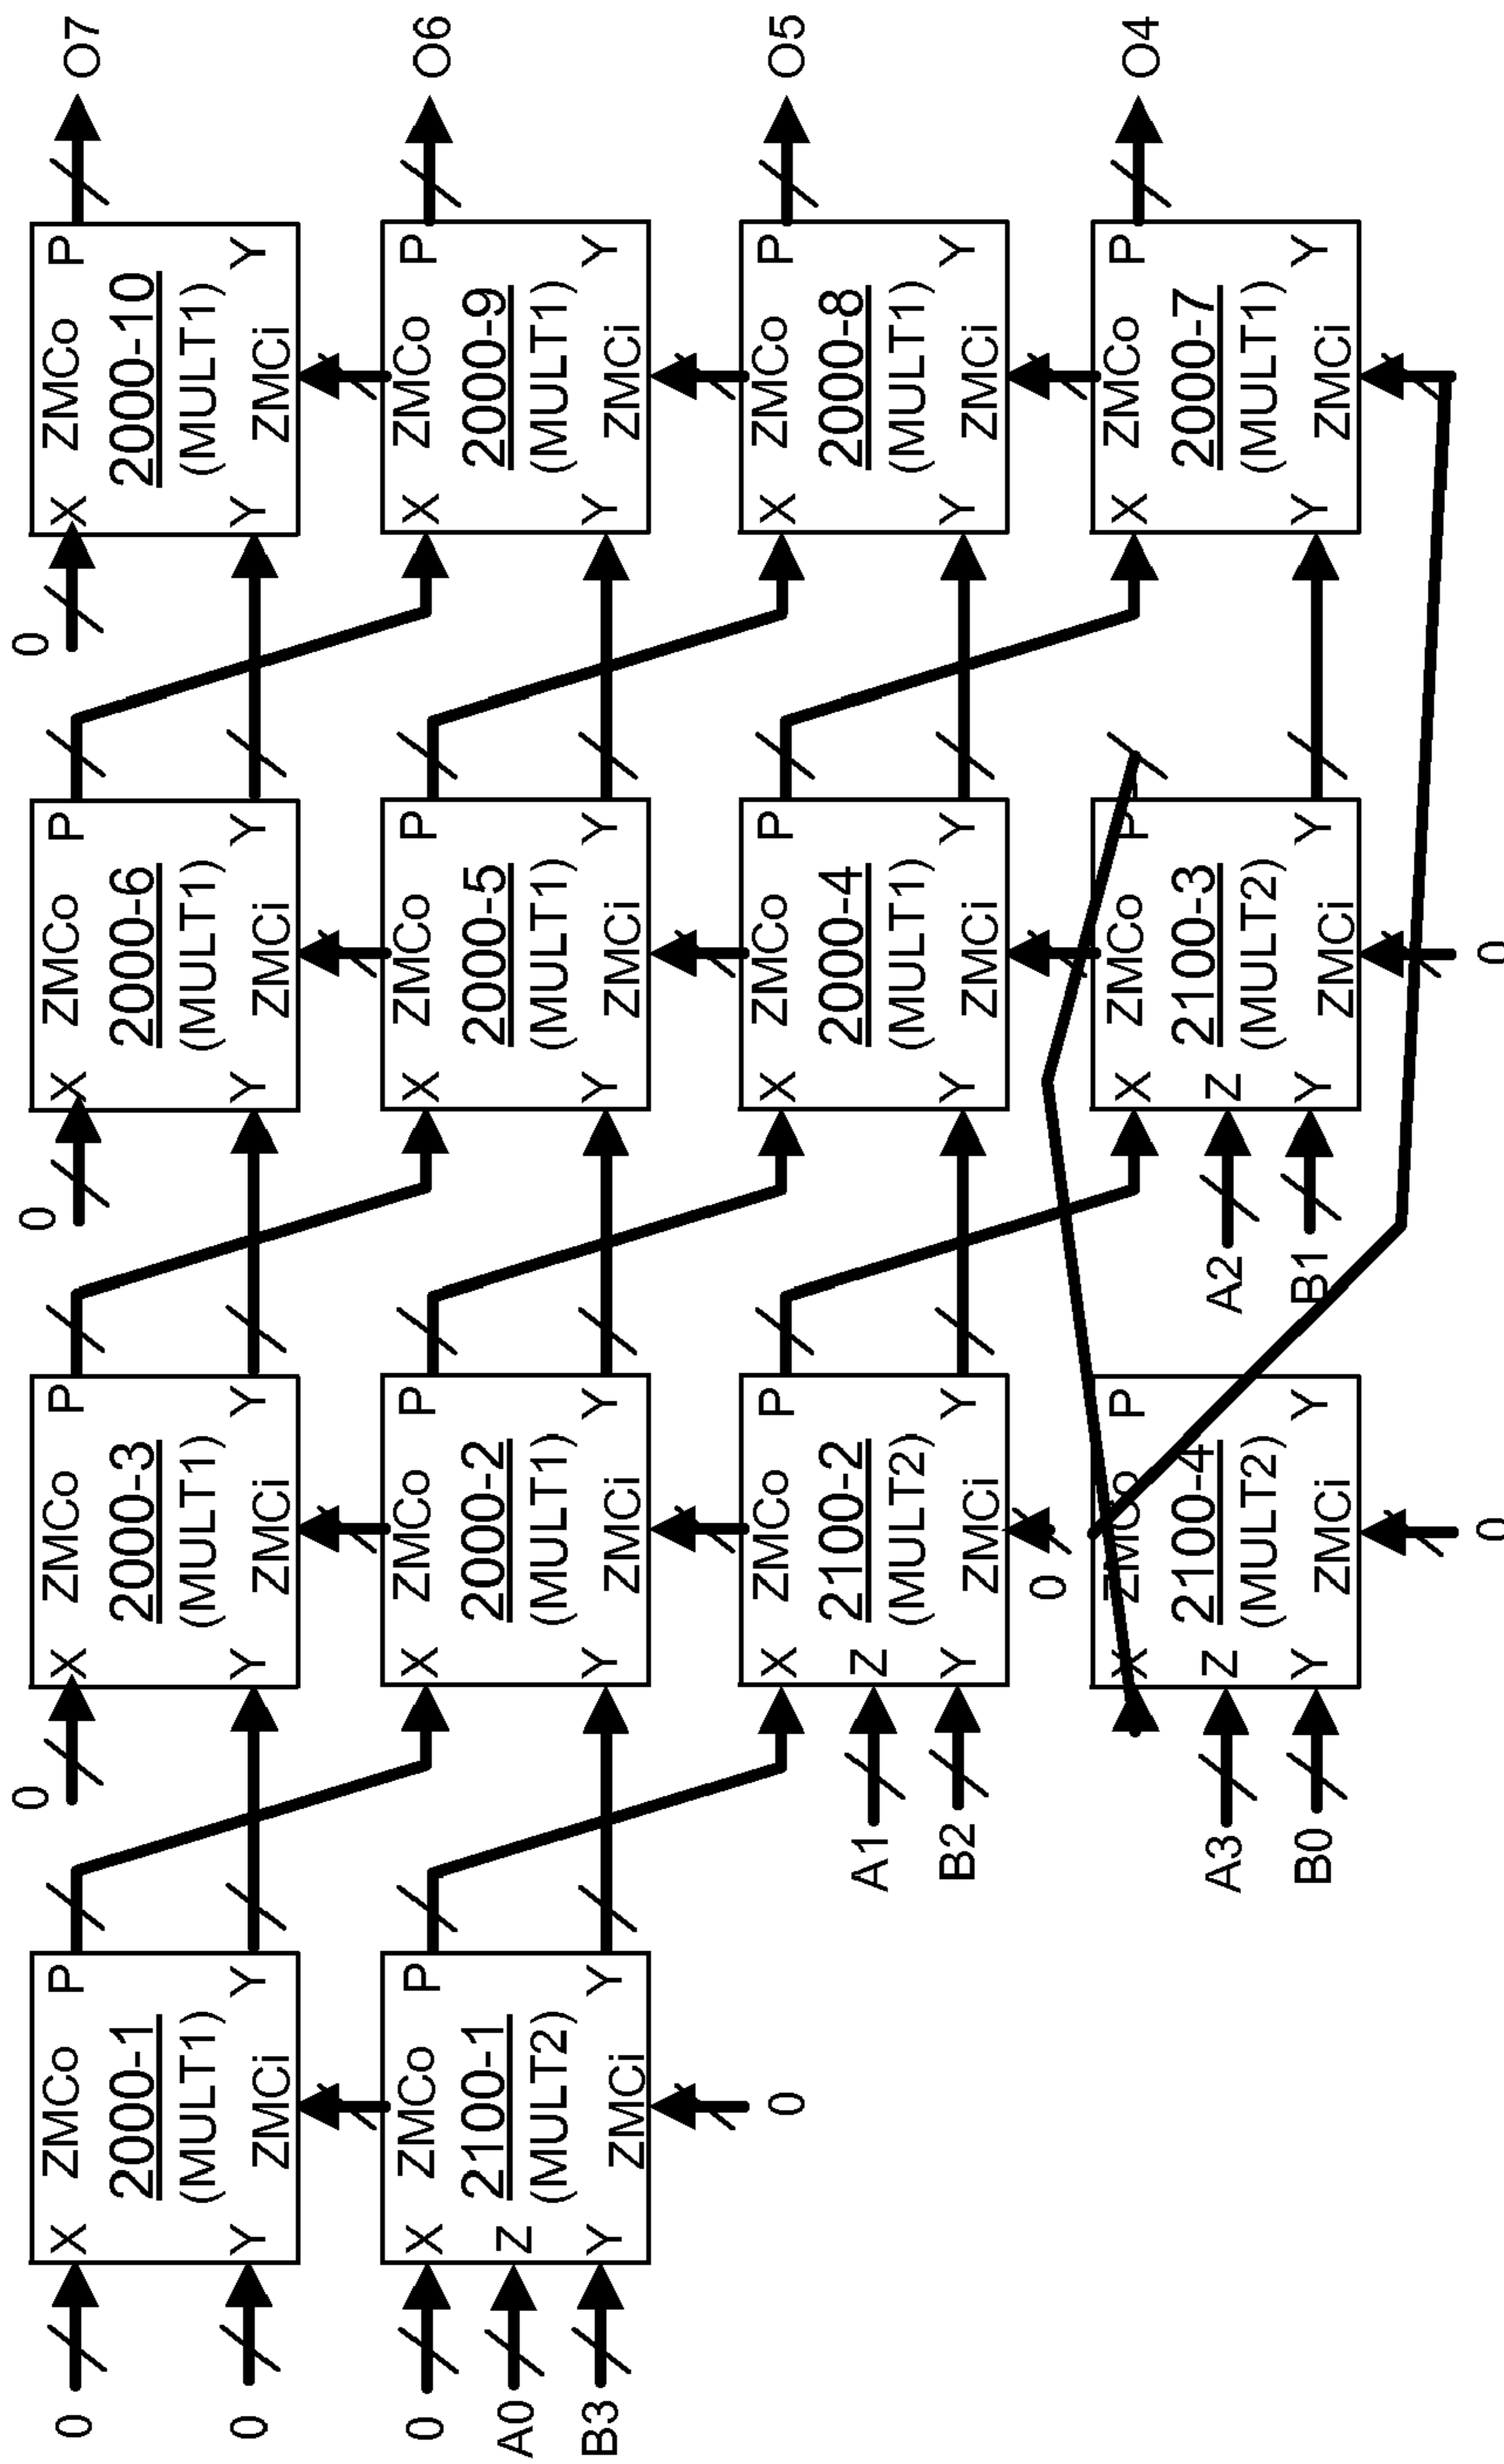 0
0
X ZMCo P
2000-1
(MULT1)
Y ZMCi Y
0
X ZMCo P
2000-3
(MULT1)
Y ZMCi Y
0
X ZMCo P
2000-6
(MULT1)
Y ZMCi Y
0
X ZMCo P
2000-10
(MULT1)
Y ZMCi Y
O7
0
A0
B3
X ZMCo P
2100-1
Z (MULT2)
Y ZMCi Y
0
X ZMCo P
2000-2
(MULT1)
Y ZMCi Y
X ZMCo P
2000-5
(MULT1)
Y ZMCi Y
X ZMCo P
2000-9
(MULT1)
Y ZMCi Y
O6
A1
B2
X ZMCo P
2100-2
Z (MULT2)
Y ZMCi Y
0
X ZMCo P
2000-4
(MULT1)
Y ZMCi Y
X ZMCo P
2000-8
(MULT1)
Y ZMCi Y
O5
A3
B0
X ZMCo P
2100-4
Z (MULT2)
Y ZMCi Y
0
A2
B1
X ZMCo P
2100-3
Z (MULT2)
Y ZMCi Y
0
X ZMCo P
2000-7
(MULT1)
Y ZMCi Y
O4